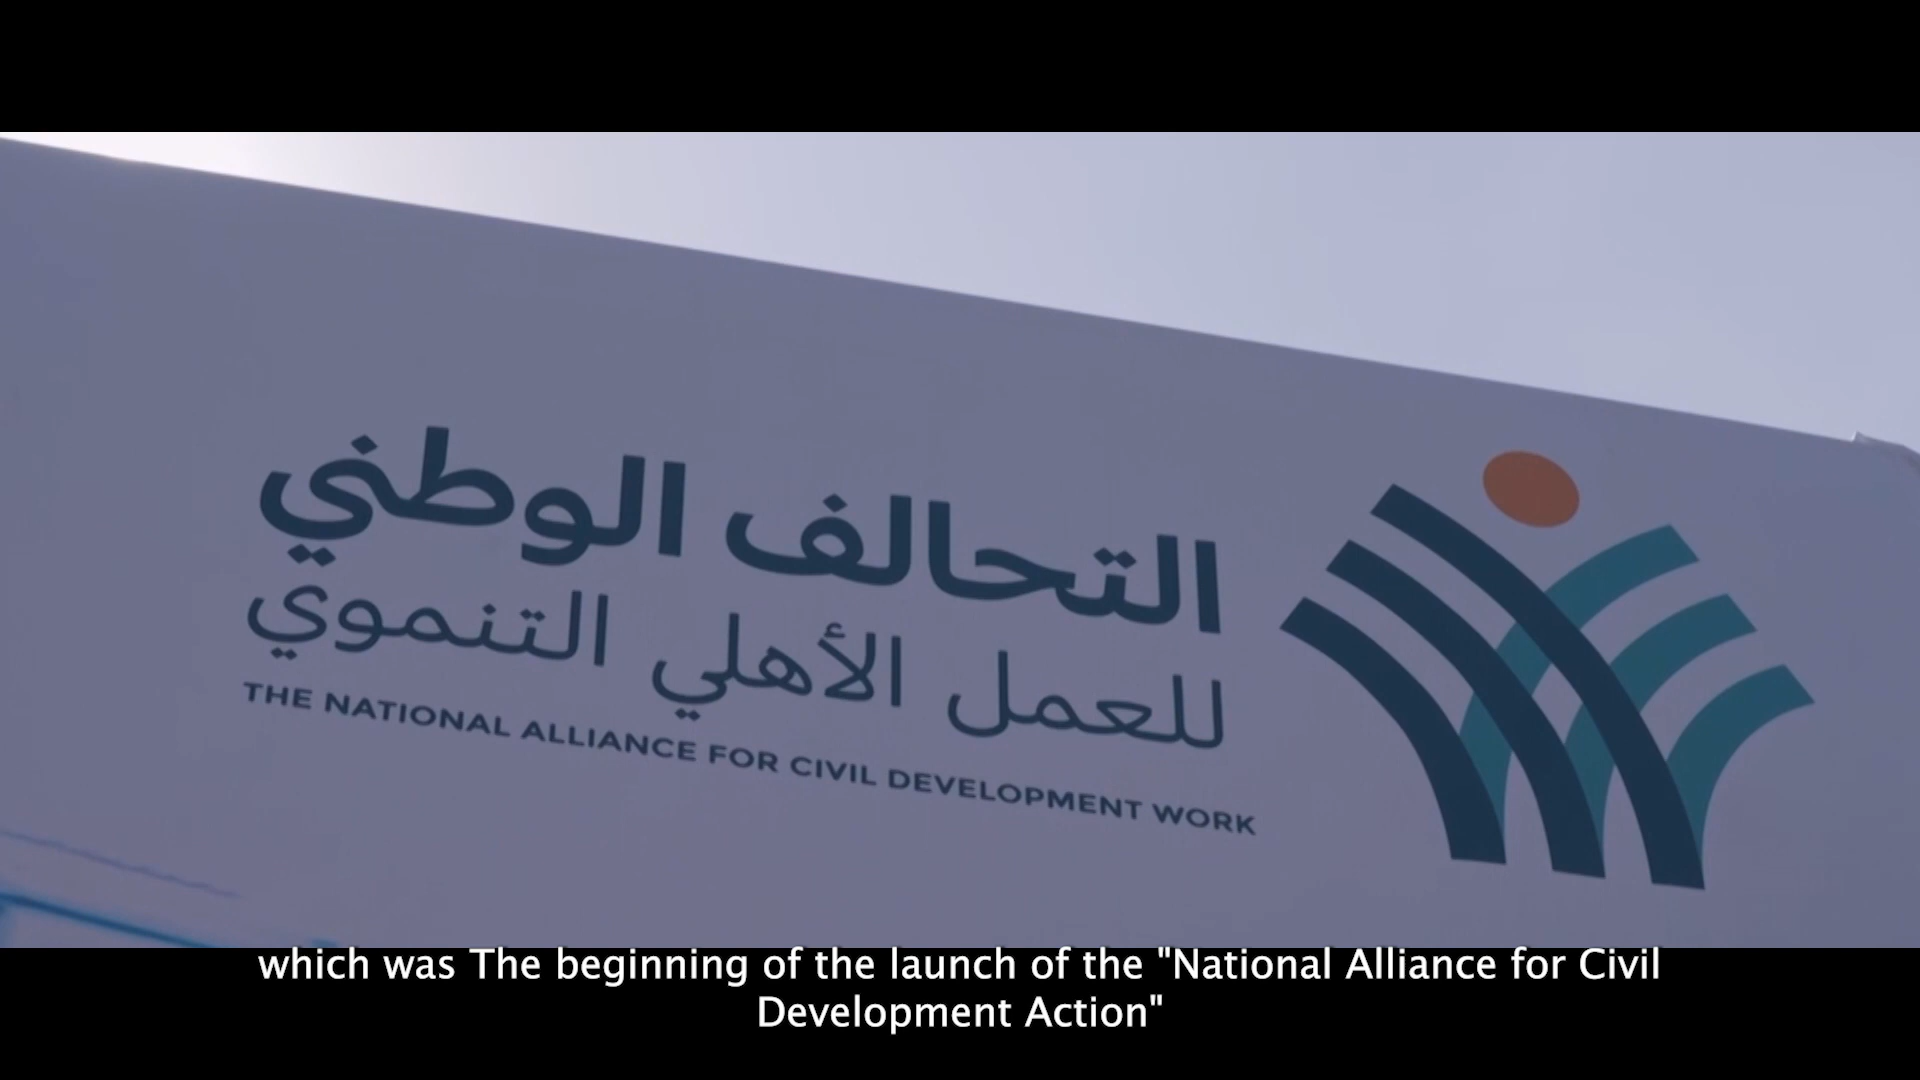 التحالف الوطني
للعمل الأهلي التنموي
THE NATIONAL ALLIANCE FOR CIVIL DEVELOPMENT WORK
which was The beginning of the launch of the "National Alliance for Civil
Development Action"